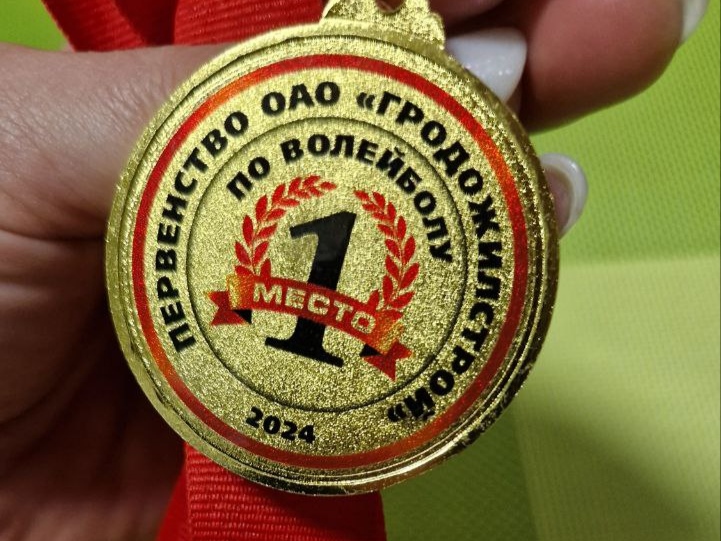 ПЕРВЕНСТВО ОАО «ГРОДОЖИЛСТРОЙ»
ПО ВОЛЕЙБОЛУ
1
МЕСТО
2024